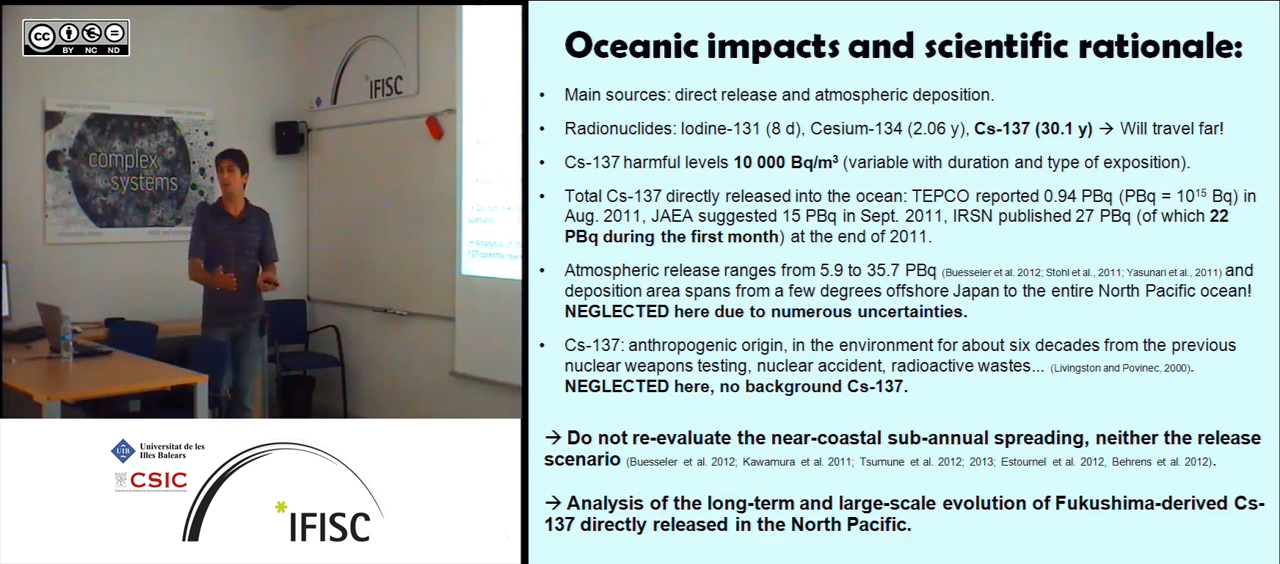 cc
BY NC ND
IFISC
complex
systems
Universitat de les
Illes Balears
UIB
CSIC
IFISC
Oceanic impacts and scientific rationale:
• Main sources: direct release and atmospheric deposition.
• Radionuclides: Iodine-131 (8 d), Cesium-134 (2.06 y), Cs-137 (30.1 y) → Will travel far!
• Cs-137 harmful levels 10 000 Bq/m³ (variable with duration and type of exposition).
• Total Cs-137 directly released into the ocean: TEPCO reported 0.94 PBq (PBq = 10¹⁵ Bq) in
Aug. 2011, JAEA suggested 15 PBq in Sept. 2011, IRSN published 27 PBq (of which 22
PBq during the first month) at the end of 2011.
• Atmospheric release ranges from 5.9 to 35.7 PBq (Buesseler et al. 2012; Stohl et al., 2011; Yasunari et al., 2011) and
deposition area spans from a few degrees offshore Japan to the entire North Pacific ocean!
NEGLECTED here due to numerous uncertainties.
• Cs-137: anthropogenic origin, in the environment for about six decades from the previous
nuclear weapons testing, nuclear accident, radioactive wastes... (Livingston and Povinec, 2000).
NEGLECTED here, no background Cs-137.
→ Do not re-evaluate the near-coastal sub-annual spreading, neither the release
scenario (Buesseler et al. 2012; Kawamura et al. 2011; Tsumune et al. 2012; 2013; Estournel et al. 2012, Behrens et al. 2012).
→ Analysis of the long-term and large-scale evolution of Fukushima-derived Cs-
137 directly released in the North Pacific.